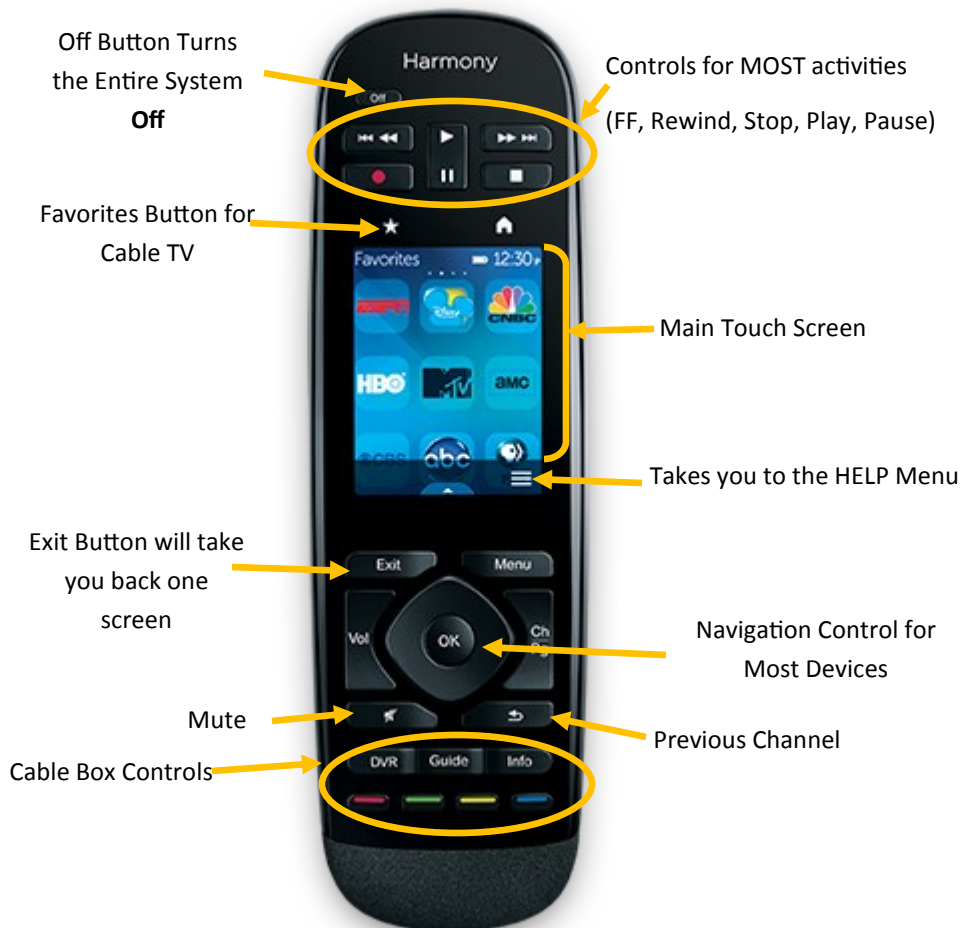 Off Button Turns
the Entire System
Off
Harmony
Off
Controls for MOST activities
(FF, Rewind, Stop, Play, Pause)
Favorites Button for
Cable TV
Favorites
12:30 P
Disney
CNBC
Main Touch Screen
HBO
MTV
amc
CBS
abc
Takes you to the HELP Menu
Exit Button will take
you back one
screen
Exit
Menu
Vol
OK
Ch
Pg
Navigation Control for
Most Devices
Mute
Previous Channel
Cable Box Controls
DVR
Guide
Info